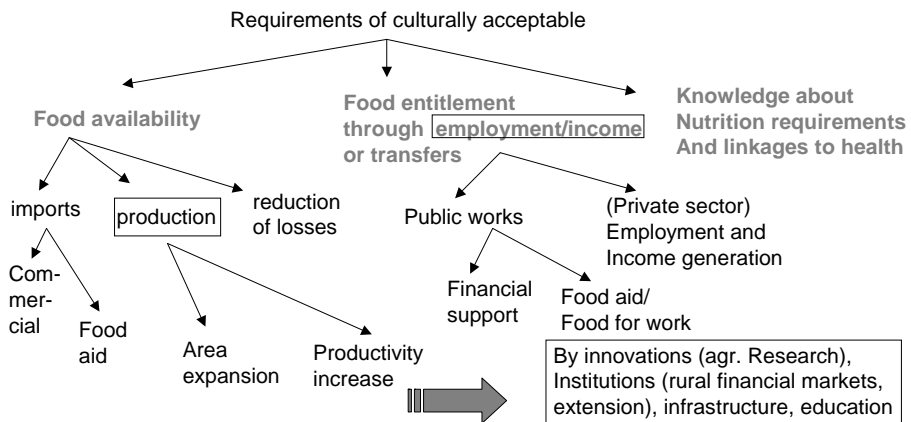 Requirements of culturally acceptable
Food availability
Food entitlement
through employment/income
or transfers
Knowledge about
Nutrition requirements
And linkages to health
imports
production
reduction
of losses
Public works
(Private sector)
Employment and
Income generation
Com-
mer-
cial
Food
aid
Area
expansion
Productivity
increase
Financial
support
Food aid/
Food for work
By innovations (agr. Research),
Institutions (rural financial markets,
extension), infrastructure, education